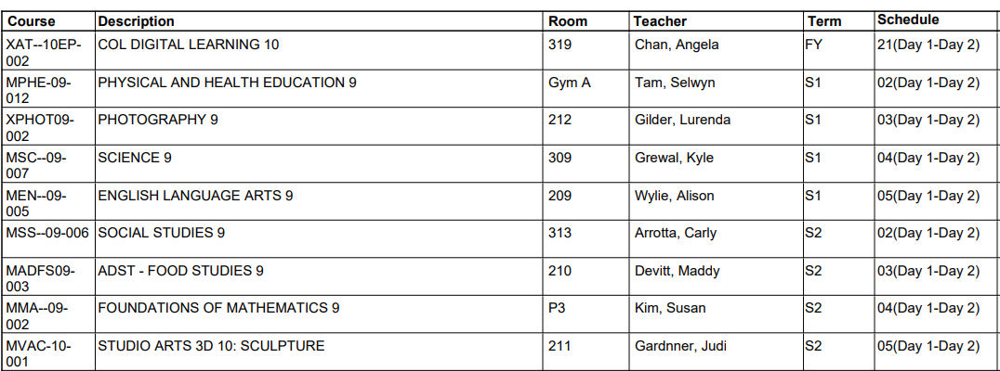 Course Description Room Teacher Term Schedule
XAT--10EP- COL DIGITAL LEARNING 10 319 Chan, Angela FY 21(Day 1-Day 2)
002
MPHE-09- PHYSICAL AND HEALTH EDUCATION 9 Gym A Tam, Selwyn S1 02(Day 1-Day 2)
012
XPHOT09- PHOTOGRAPHY 9 212 Gilder, Lurenda S1 03(Day 1-Day 2)
002
MSC--09- SCIENCE 9 309 Grewal, Kyle S1 04(Day 1-Day 2)
007
MEN--09- ENGLISH LANGUAGE ARTS 9 209 Wylie, Alison S1 05(Day 1-Day 2)
005
MSS--09-006 SOCIAL STUDIES 9 313 Arrotta, Carly S2 02(Day 1-Day 2)
MADFS09- ADST - FOOD STUDIES 9 210 Devitt, Maddy S2 03(Day 1-Day 2)
003
MMA--09- FOUNDATIONS OF MATHEMATICS 9 P3 Kim, Susan S2 04(Day 1-Day 2)
002
MVAC-10- STUDIO ARTS 3D 10: SCULPTURE 211 Gardnner, Judi S2 05(Day 1-Day 2)
001